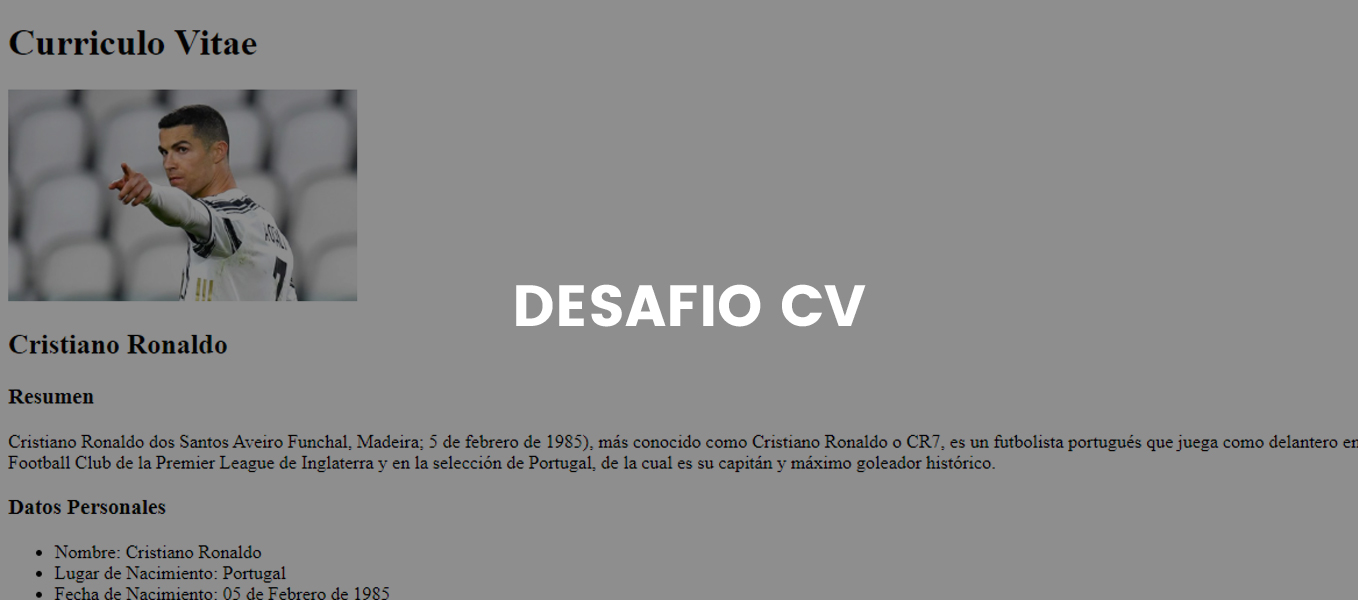 Curriculo Vitae
7
DESAFIO CV
Cristiano Ronaldo
Resumen
Cristiano Ronaldo dos Santos Aveiro Funchal, Madeira; 5 de febrero de 1985), más conocido como Cristiano Ronaldo o CR7, es un futbolista portugués que juega como delantero en
Football Club de la Premier League de Inglaterra y en la selección de Portugal, de la cual es su capitán y máximo goleador histórico.
Datos Personales
Nombre: Cristiano Ronaldo
Lugar de Nacimiento: Portugal
Fecha de Nacimiento: 05 de Febrero de 1985